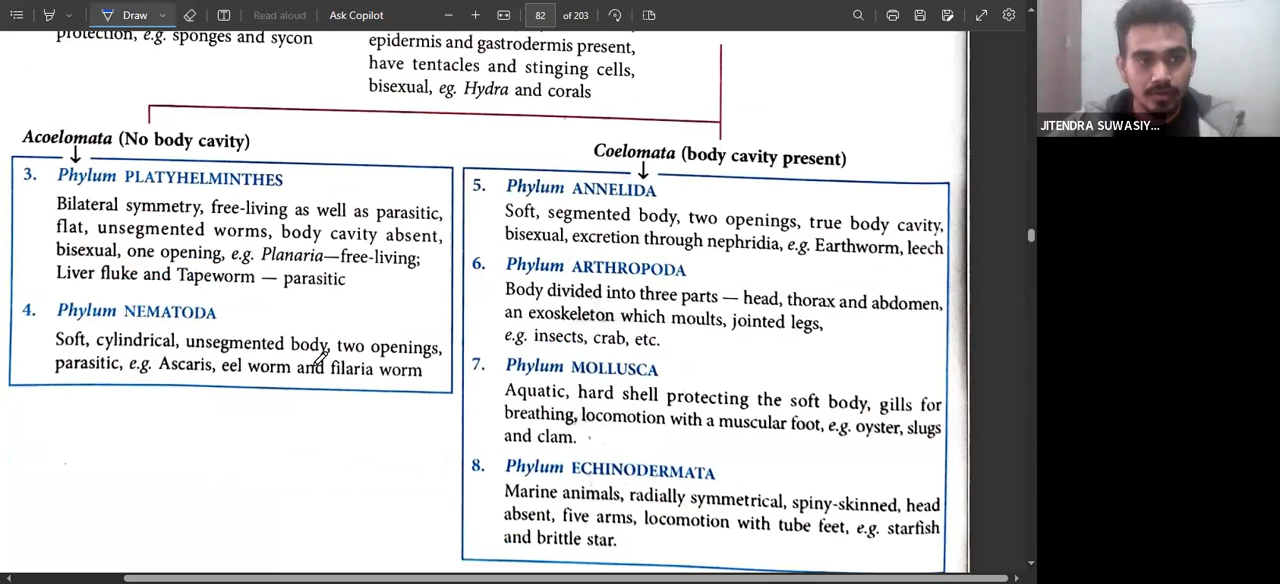 Draw
Read aloud
Ask Copilot
82
of 203
JITENDRA SUWASIY...
protection, e.g. sponges and sycon
epidermis and gastrodermis present,
have tentacles and stinging cells,
bisexual, eg. Hydra and corals
Acoelomata (No body cavity)
3. Phylum PLATYHELMINTHES
Bilateral symmetry, free-living as well as parasitic,
flat, unsegmented worms, body cavity absent,
bisexual, one opening, e.g. Planaria—free-living;
Liver fluke and Tapeworm — parasitic
4. Phylum NEMATODA
Soft, cylindrical, unsegmented body, two openings,
parasitic, e.g. Ascaris, eel worm and filaria worm
Coelomata (body cavity present)
5. Phylum ANNELIDA
Soft, segmented body, two openings, true body cavity,
bisexual, excretion through nephridia, e.g. Earthworm, leech
6. Phylum ARTHROPODA
Body divided into three parts — head, thorax and abdomen,
an exoskeleton which moults, jointed legs,
e.g. insects, crab, etc.
7. Phylum MOLLUSCA
Aquatic, hard shell protecting the soft body, gills for
breathing, locomotion with a muscular foot, e.g. oyster, slugs
and clam.
8. Phylum ECHINODERMATA
Marine animals, radially symmetrical, spiny-skinned, head
absent, five arms, locomotion with tube feet, e.g. starfish
and brittle star.